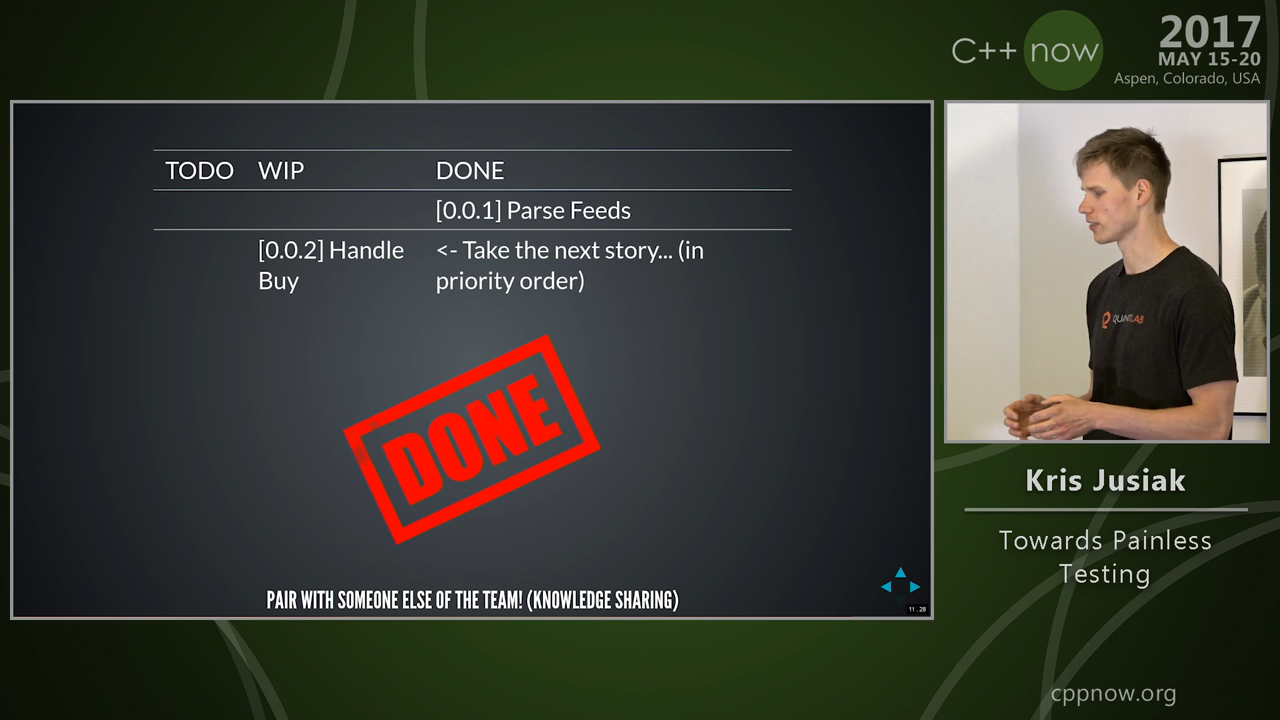 C++ now
2017
MAY 15-20
Aspen, Colorado, USA
TODO WIP DONE
[0.0.1] Parse Feeds
[0.0.2] Handle Buy
<- Take the next story... (in
priority order)
DONE
PAIR WITH SOMEONE ELSE OF THE TEAM! (KNOWLEDGE SHARING)
11.28
QUANTLAB
Kris Jusiak
Towards Painless
Testing
cppnow.org